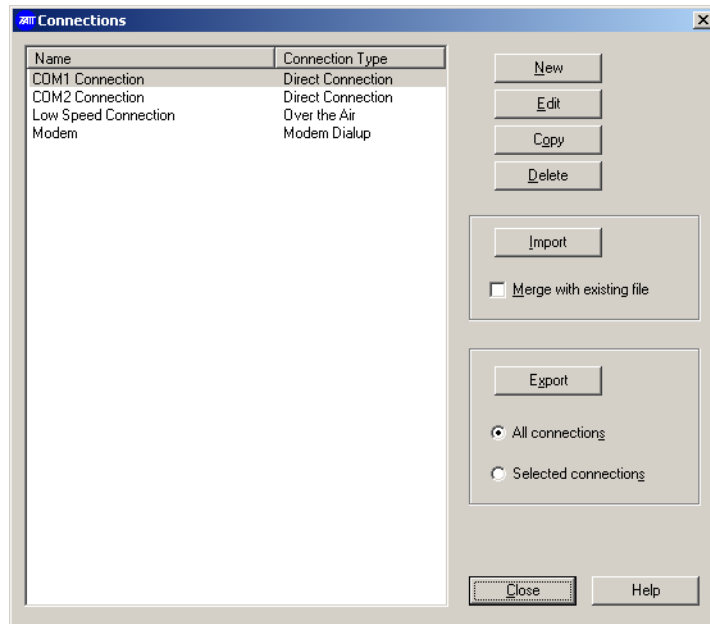 TAIT Connections
Name Connection Type
COM1 Connection Direct Connection
COM2 Connection Direct Connection
Low Speed Connection Over the Air
Modem Modem Dialup
New
Edit
Copy
Delete
Import
Merge with existing file
Export
All connections
Selected connections
Close Help